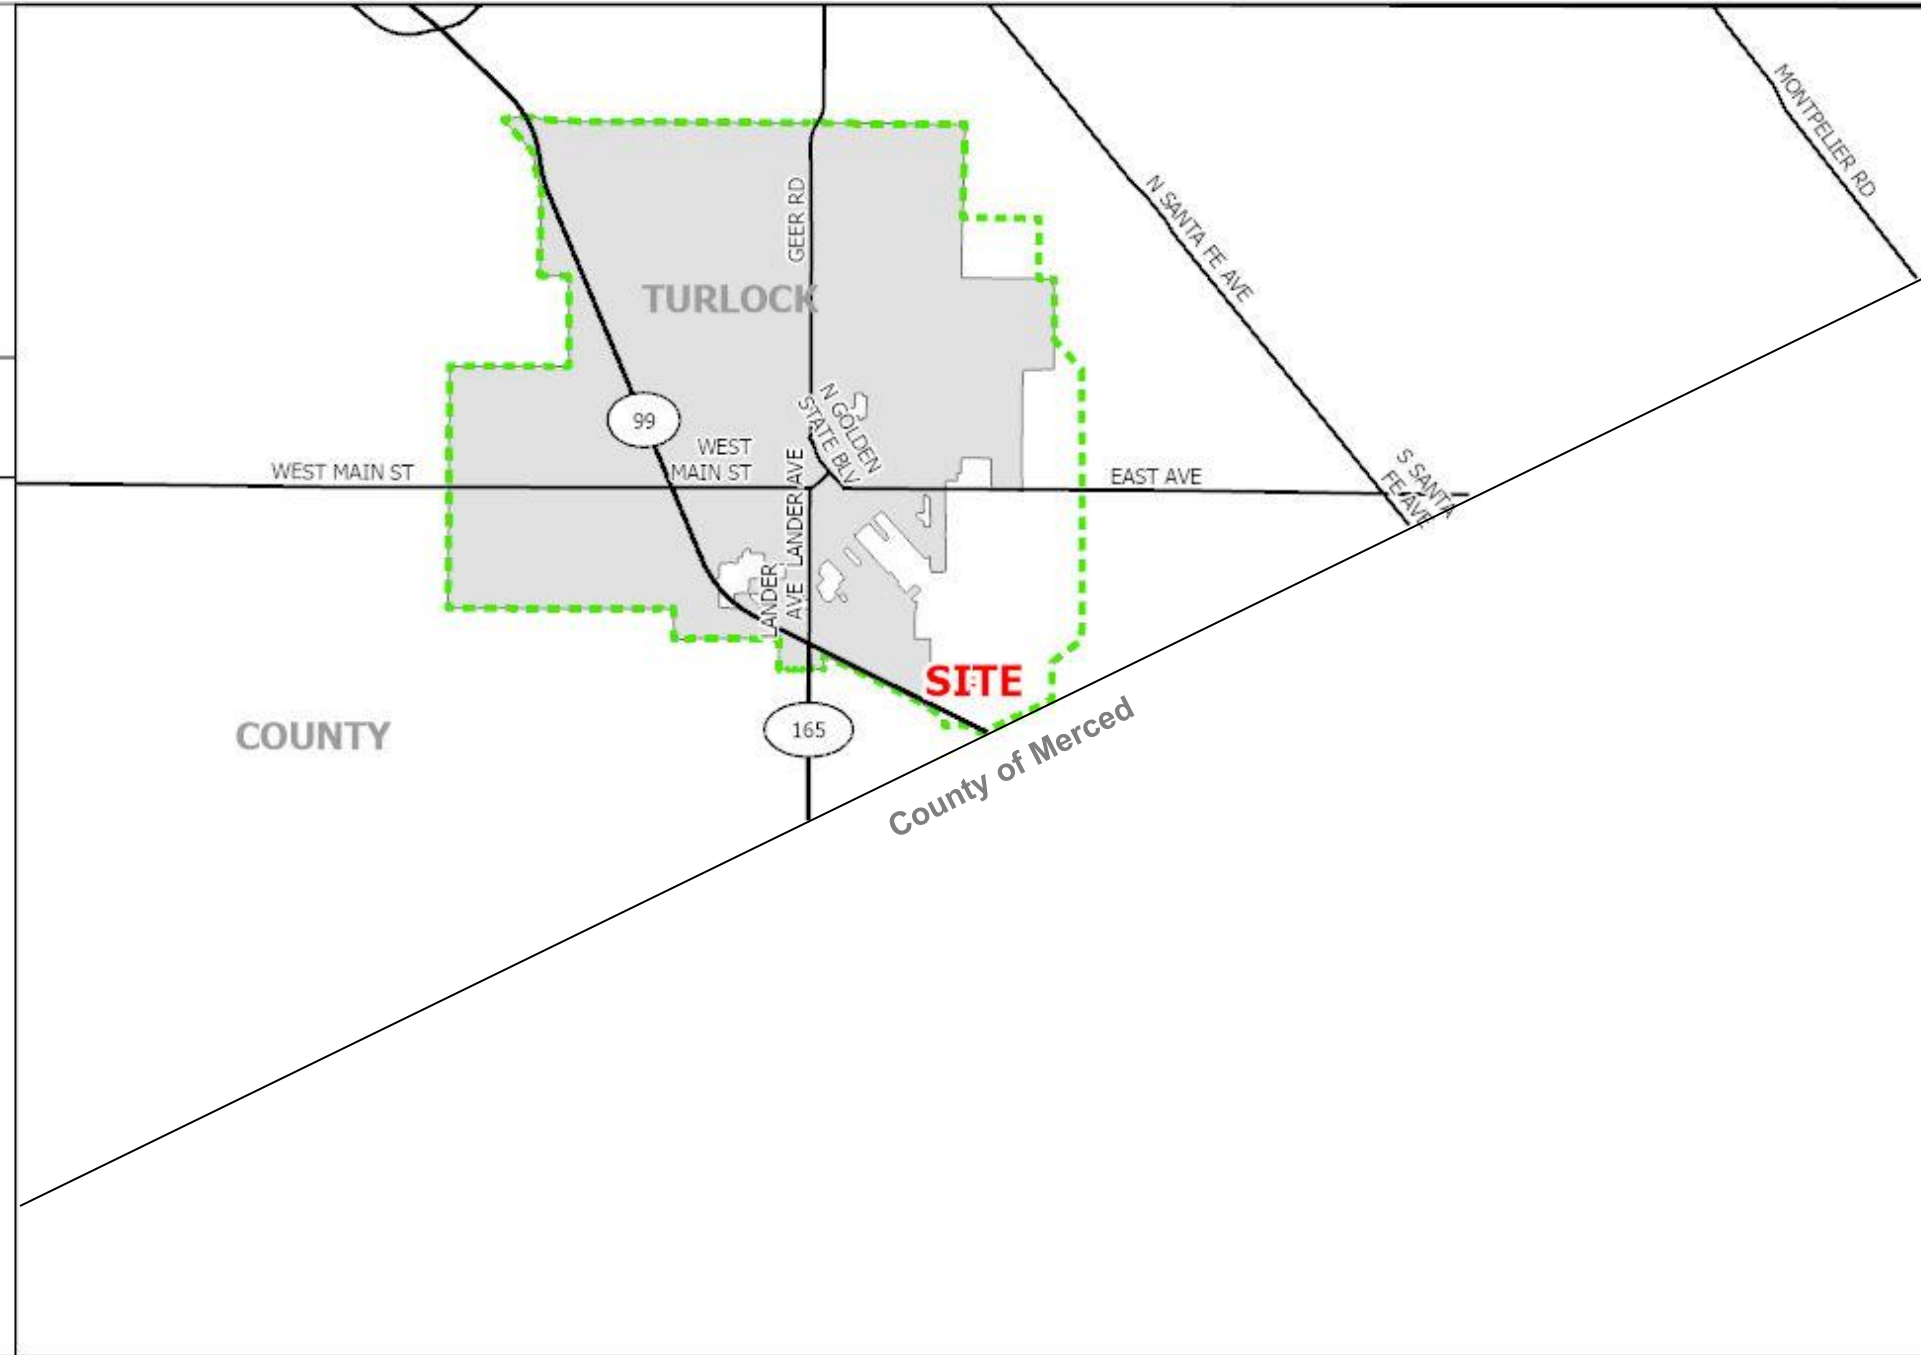 MONTPELIER RD
N SANTA FE AVE
GEER RD
TURLOCK
99
N GOLDEN
STATE BLV
WEST
MAIN ST
WEST MAIN ST
EAST AVE
S SANTA
FE AVE
LANDER AVE
LANDER
AVE
SITE
COUNTY
165
County of Merced